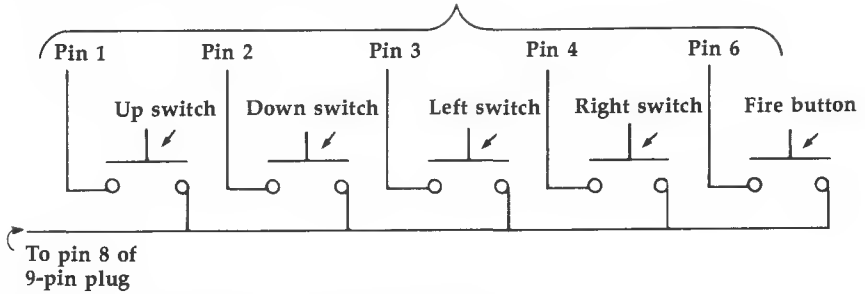 Pin 1 Pin 2 Pin 3 Pin 4 Pin 6
Up switch Down switch Left switch Right switch Fire button
To pin 8 of
9-pin plug